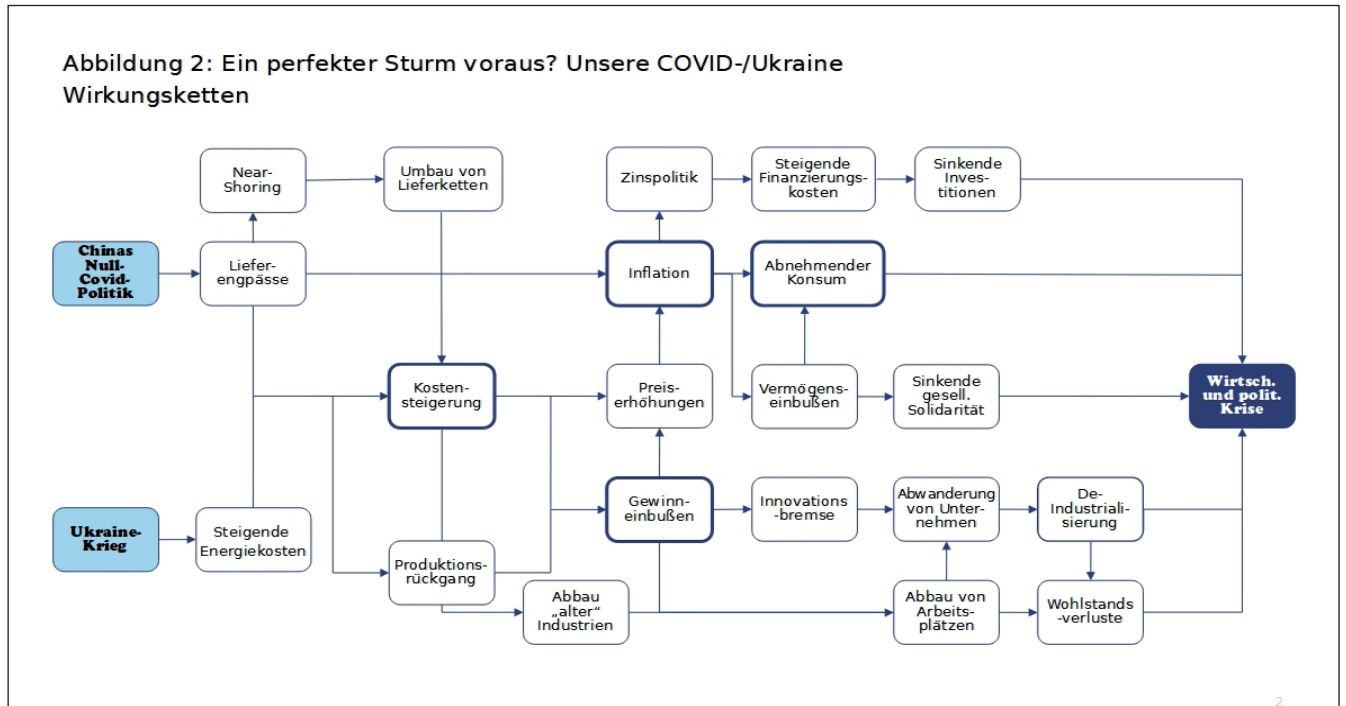 Abbildung 2: Ein perfekter Sturm voraus? Unsere COVID-/Ukraine
Wirkungsketten
Near-
Shoring
Umbau von
Lieferketten
Zinspolitik
Steigende
Finanzierungs-
kosten
Sinkende
Inves-
titionen
Chinas
Null-
Covid-
Politik
Liefer-
engpässe
Inflation
Abnehmender
Konsum
Kosten-
steigerung
Preis-
erhöhungen
Vermögens-
einbußen
Sinkende
gesell.
Solidarität
Wirtsch.
und polit.
Krise
Ukraine-
Krieg
Steigende
Energiekosten
Gewinn-
einbußen
Innovations
-bremse
Abwanderung
von Unter-
nehmen
De-
Industriali-
sierung
Produktions-
rückgang
Abbau
„alter“
Industrien
Abbau von
Arbeits-
plätzen
Wohlstands
-verluste
2